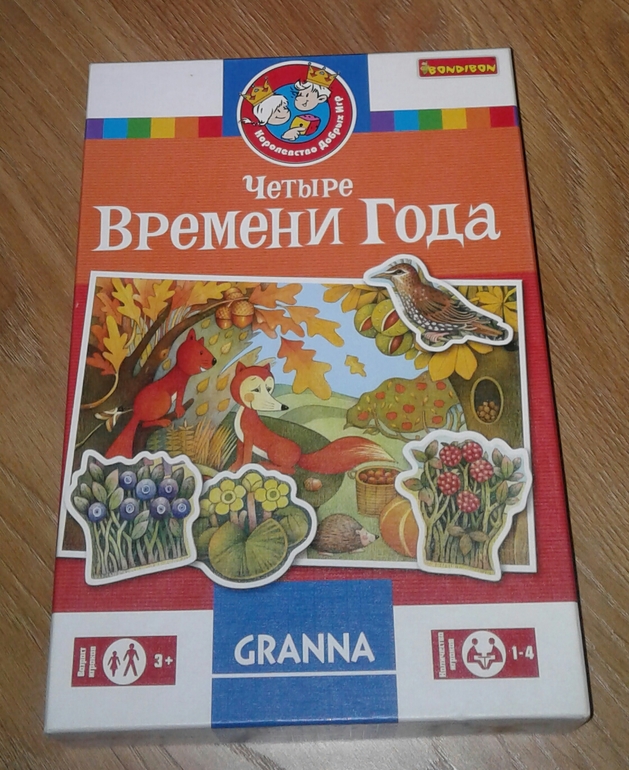 BONDIBON
Королевство Добрых Игр
Четыре
Времени Года
GRANNA
Возраст
игроков
3+
Количество
игроков
1-4